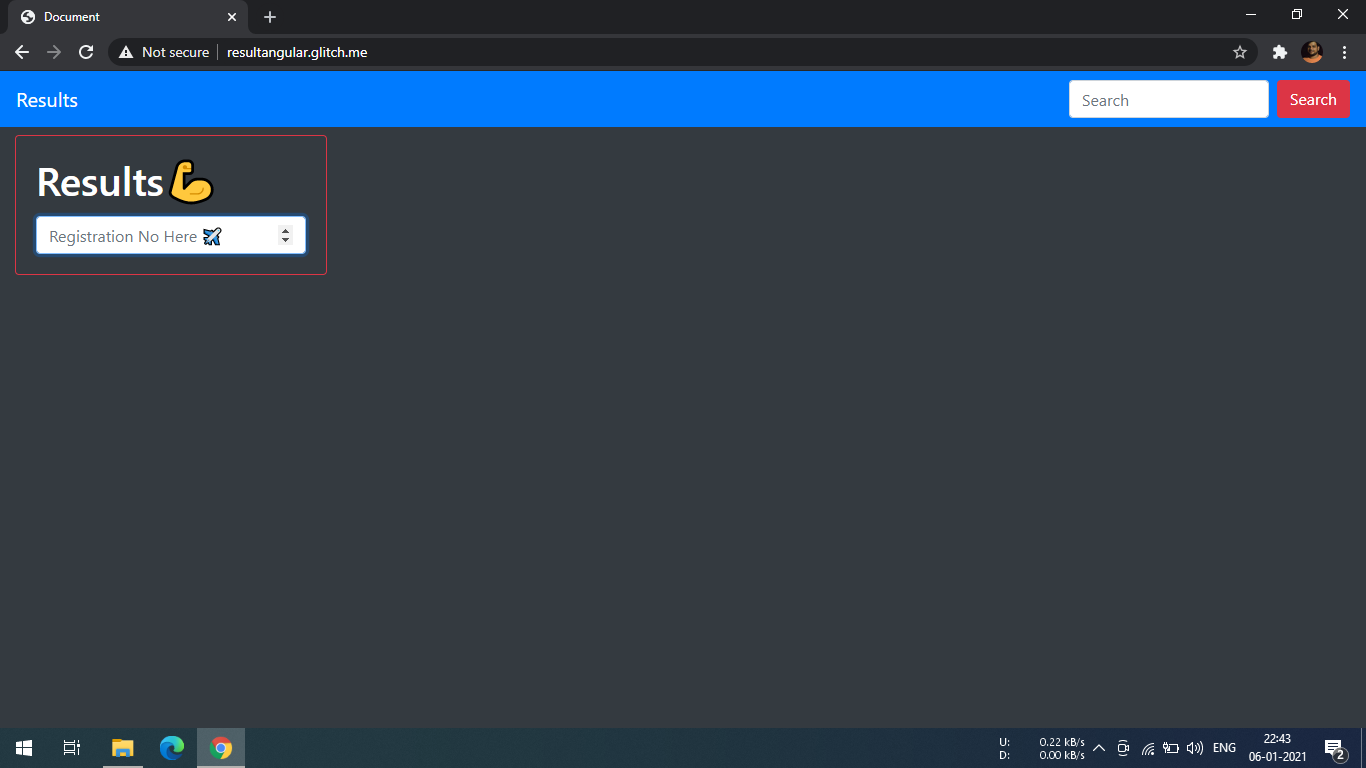 Document
Not secure
resultangular.glitch.me
Results
Search
Search
Results💪
Registration No Here ✈️
U: 0.22 kB/s
D: 0.00 kB/s
ENG
22:43
06-01-2021
2